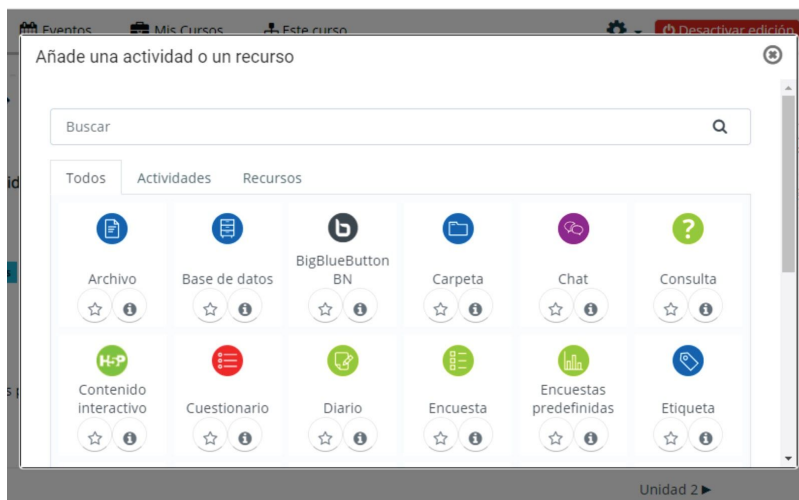 Eventos
Mis Cursos
Este curso
Desactivar edición
Añade una actividad o un recurso
Buscar
Todos
Actividades
Recursos
Archivo
Base de datos
BigBlueButton
BN
Carpeta
Chat
Consulta
H5P
Contenido
interactivo
Cuestionario
Diario
Encuesta
Encuestas
predefinidas
Etiqueta
Unidad 2